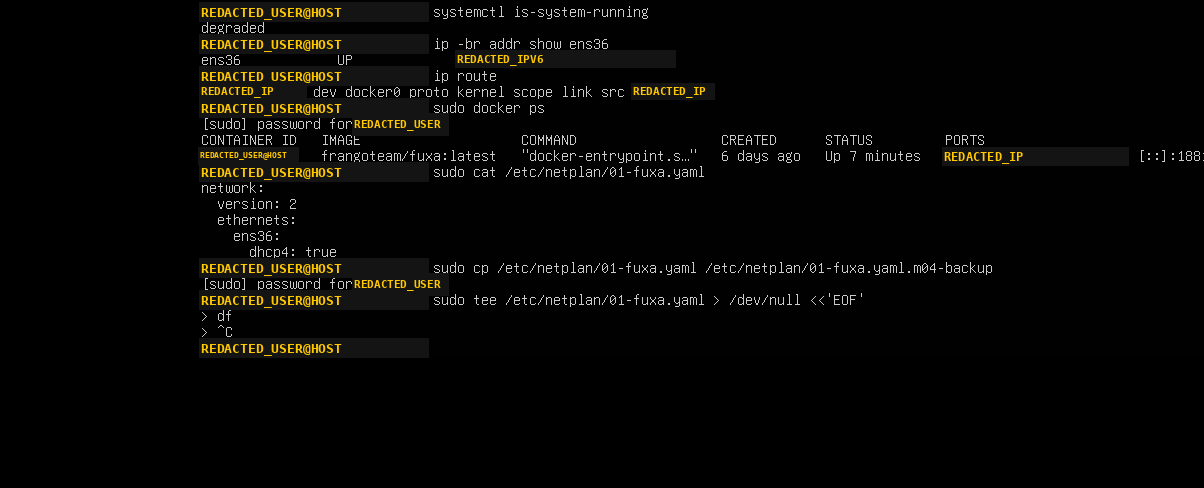 REDACTED_USER@HOST systemctl is-system-running
degraded
REDACTED_USER@HOST ip -br addr show ens36
ens36 UP REDACTED_IPV6
REDACTED_USER@HOST ip route
REDACTED_IP dev docker0 proto kernel scope link src REDACTED_IP
REDACTED_USER@HOST sudo docker ps
[sudo] password for REDACTED_USER
CONTAINER ID IMAGE COMMAND CREATED STATUS PORTS
REDACTED_USER@HOST frangoteam/fuxa:latest "docker-entrypoint.s…" 6 days ago Up 7 minutes REDACTED_IP [::]:188:
REDACTED_USER@HOST sudo cat /etc/netplan/01-fuxa.yaml
network:
  version: 2
  ethernets:
    ens36:
      dhcp4: true
REDACTED_USER@HOST sudo cp /etc/netplan/01-fuxa.yaml /etc/netplan/01-fuxa.yaml.m04-backup
[sudo] password for REDACTED_USER
REDACTED_USER@HOST sudo tee /etc/netplan/01-fuxa.yaml > /dev/null <<'EOF'
> df
> ^C
REDACTED_USER@HOST